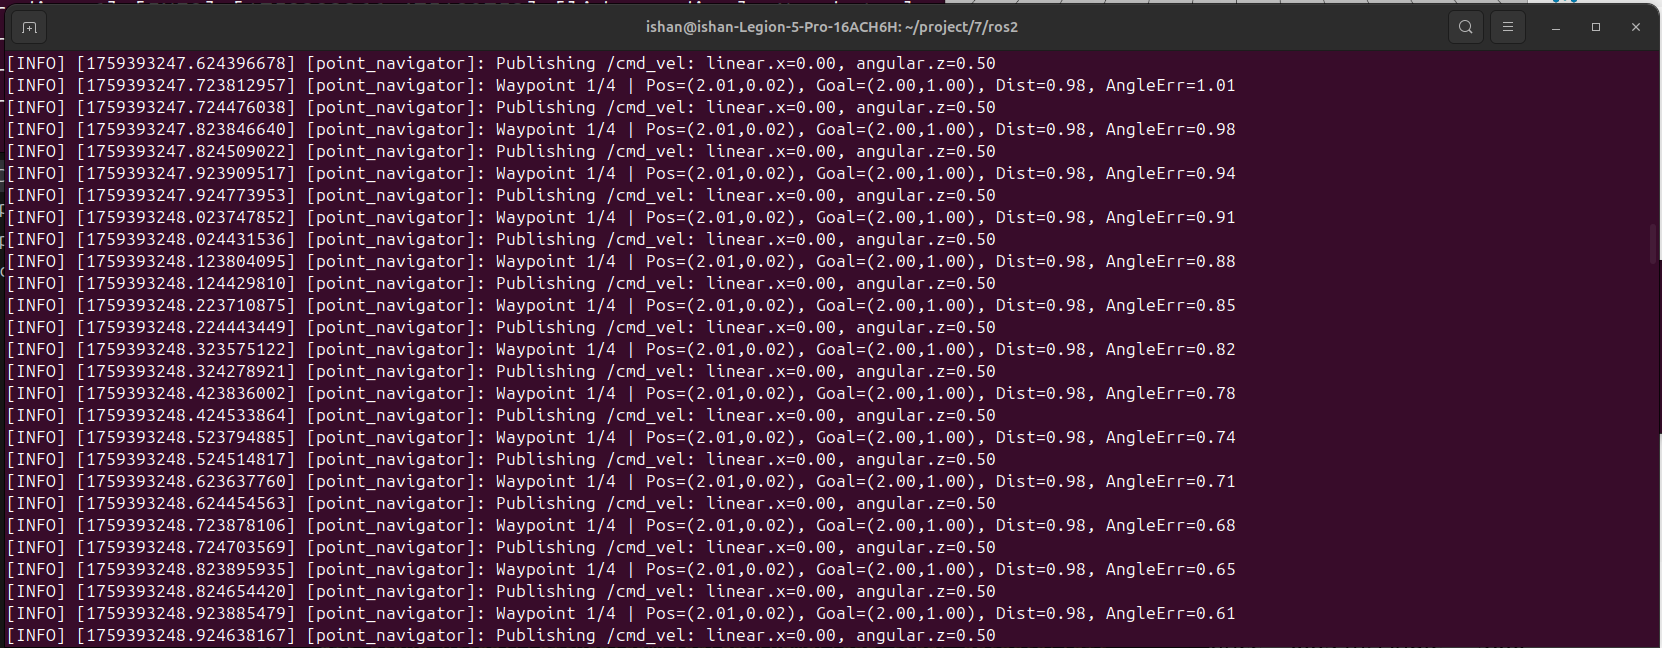 ishan@ishan-Legion-5-Pro-16ACH6H: ~/project/7/ros2
[INFO] [1759393247.624396678] [point_navigator]: Publishing /cmd_vel: linear.x=0.00, angular.z=0.50
[INFO] [1759393247.723812957] [point_navigator]: Waypoint 1/4 | Pos=(2.01,0.02), Goal=(2.00,1.00), Dist=0.98, AngleErr=1.01
[INFO] [1759393247.724476038] [point_navigator]: Publishing /cmd_vel: linear.x=0.00, angular.z=0.50
[INFO] [1759393247.823846640] [point_navigator]: Waypoint 1/4 | Pos=(2.01,0.02), Goal=(2.00,1.00), Dist=0.98, AngleErr=0.98
[INFO] [1759393247.824509022] [point_navigator]: Publishing /cmd_vel: linear.x=0.00, angular.z=0.50
[INFO] [1759393247.923909517] [point_navigator]: Waypoint 1/4 | Pos=(2.01,0.02), Goal=(2.00,1.00), Dist=0.98, AngleErr=0.94
[INFO] [1759393247.924773953] [point_navigator]: Publishing /cmd_vel: linear.x=0.00, angular.z=0.50
[INFO] [1759393248.023747852] [point_navigator]: Waypoint 1/4 | Pos=(2.01,0.02), Goal=(2.00,1.00), Dist=0.98, AngleErr=0.91
[INFO] [1759393248.024431536] [point_navigator]: Publishing /cmd_vel: linear.x=0.00, angular.z=0.50
[INFO] [1759393248.123804095] [point_navigator]: Waypoint 1/4 | Pos=(2.01,0.02), Goal=(2.00,1.00), Dist=0.98, AngleErr=0.88
[INFO] [1759393248.124429810] [point_navigator]: Publishing /cmd_vel: linear.x=0.00, angular.z=0.50
[INFO] [1759393248.223710875] [point_navigator]: Waypoint 1/4 | Pos=(2.01,0.02), Goal=(2.00,1.00), Dist=0.98, AngleErr=0.85
[INFO] [1759393248.224443449] [point_navigator]: Publishing /cmd_vel: linear.x=0.00, angular.z=0.50
[INFO] [1759393248.323575122] [point_navigator]: Waypoint 1/4 | Pos=(2.01,0.02), Goal=(2.00,1.00), Dist=0.98, AngleErr=0.82
[INFO] [1759393248.324278921] [point_navigator]: Publishing /cmd_vel: linear.x=0.00, angular.z=0.50
[INFO] [1759393248.423836002] [point_navigator]: Waypoint 1/4 | Pos=(2.01,0.02), Goal=(2.00,1.00), Dist=0.98, AngleErr=0.78
[INFO] [1759393248.424533864] [point_navigator]: Publishing /cmd_vel: linear.x=0.00, angular.z=0.50
[INFO] [1759393248.523794885] [point_navigator]: Waypoint 1/4 | Pos=(2.01,0.02), Goal=(2.00,1.00), Dist=0.98, AngleErr=0.74
[INFO] [1759393248.524514817] [point_navigator]: Publishing /cmd_vel: linear.x=0.00, angular.z=0.50
[INFO] [1759393248.623637760] [point_navigator]: Waypoint 1/4 | Pos=(2.01,0.02), Goal=(2.00,1.00), Dist=0.98, AngleErr=0.71
[INFO] [1759393248.624454563] [point_navigator]: Publishing /cmd_vel: linear.x=0.00, angular.z=0.50
[INFO] [1759393248.723878106] [point_navigator]: Waypoint 1/4 | Pos=(2.01,0.02), Goal=(2.00,1.00), Dist=0.98, AngleErr=0.68
[INFO] [1759393248.724703569] [point_navigator]: Publishing /cmd_vel: linear.x=0.00, angular.z=0.50
[INFO] [1759393248.823895935] [point_navigator]: Waypoint 1/4 | Pos=(2.01,0.02), Goal=(2.00,1.00), Dist=0.98, AngleErr=0.65
[INFO] [1759393248.824654420] [point_navigator]: Publishing /cmd_vel: linear.x=0.00, angular.z=0.50
[INFO] [1759393248.923885479] [point_navigator]: Waypoint 1/4 | Pos=(2.01,0.02), Goal=(2.00,1.00), Dist=0.98, AngleErr=0.61
[INFO] [1759393248.924638167] [point_navigator]: Publishing /cmd_vel: linear.x=0.00, angular.z=0.50